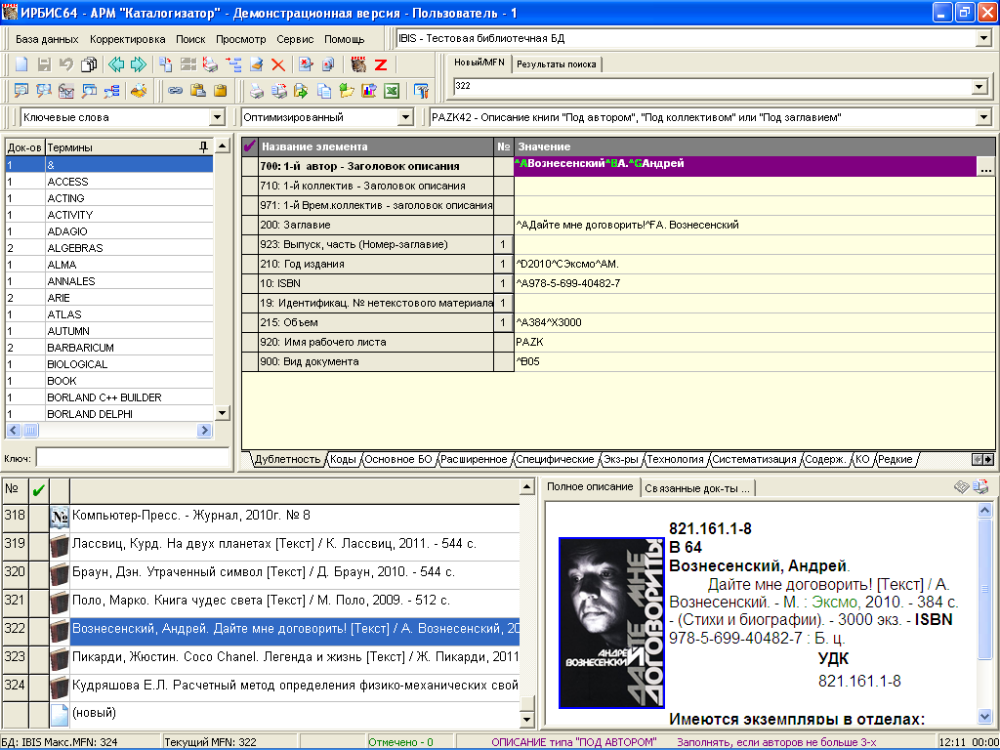 ИРБИС64 - АРМ "Каталогизатор" - Демонстрационная версия - Пользователь - 1
База данных Корректировка Поиск Просмотр Сервис Помощь
IBIS - Тестовая библиотечная БД
Новый/MFN Результаты поиска
322
Ключевые слова
Оптимизированный
PAZK42 - Описание книги "Под автором", "Под коллективом" или "Под заглавием"
Док-ов Термины
1 &
1 ACCESS
1 ACTING
1 ACTIVITY
1 ADAGIO
2 ALGEBRAS
1 ALMA
1 ANNALES
2 ARIE
1 ATLAS
1 AUTUMN
2 BARBARICUM
1 BIOLOGICAL
1 BOOK
1 BORLAND C++ BUILDER
1 BORLAND DELPHI
Ключ:
Название элемента № Значение
700: 1-й автор - Заголовок описания ^AВознесенский^BА.^GАндрей ...
710: 1-й коллектив - Заголовок описания
971: 1-й Врем.коллектив - заголовок описания
200: Заглавие ^AДайте мне договорить!^FА. Вознесенский
923: Выпуск, часть (Номер-заглавие) 1
210: Год издания 1 ^D2010^CЭксмо^AМ.
10: ISBN 1 ^A978-5-699-40482-7
19: Идентификац. № нетекстового материала 1
215: Объем 1 ^A384^X3000
920: Имя рабочего листа PAZK
900: Вид документа ^B05
Дублетность Коды Основное БО Расширенное Специфические Экз-ры Технология Систематизация Содерж. КО Редкие
№
318 № Компьютер-Пресс. - Журнал, 2010г. № 8
319 Лассвиц, Курд. На двух планетах [Текст] / К. Лассвиц, 2011. - 544 с.
320 Браун, Дэн. Утраченный символ [Текст] / Д. Браун, 2010. - 544 с.
321 Поло, Марко. Книга чудес света [Текст] / М. Поло, 2009. - 512 с.
322 Вознесенский, Андрей. Дайте мне договорить! [Текст] / А. Вознесенский, 20
323 Пикарди, Жюстин. Coco Chanel. Легенда и жизнь [Текст] / Ж. Пикарди, 2011
324 Кудряшова Е.Л. Расчетный метод определения физико-механических свой
(новый)
Полное описание Связанные док-ты ...
АНДРЕЙ
ВОЗНЕСЕНСКИЙ
ДАЙТЕ МНЕ
ДОГОВОРИТЬ!
821.161.1-8
В 64
Вознесенский, Андрей.
Дайте мне договорить! [Текст] / А.
Вознесенский. - М. : Эксмо, 2010. - 384 с.
- (Стихи и биографии). - 3000 экз. - ISBN
978-5-699-40482-7 : Б. ц.
УДК
821.161.1-8
Имеются экземпляры в отделах:
БД: IBIS Макс.MFN: 324 Текущий MFN: 322 Отмечено - 0 ОПИСАНИЕ типа "ПОД АВТОРОМ" Заполнять, если авторов не больше 3-х 12:11 00:00